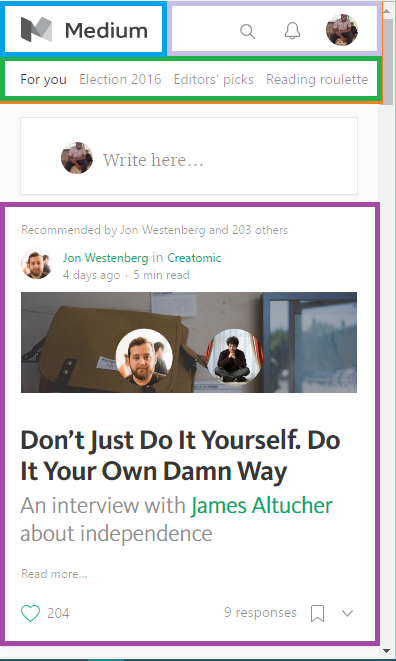 Medium
For you Election 2016 Editors' picks Reading roulette
Write here...
Recommended by Jon Westenberg and 203 others
Jon Westenberg in Creatomic
4 days ago · 5 min read
Don't Just Do It Yourself. Do
It Your Own Damn Way
An interview with James Altucher
about independence
Read more...
204 9 responses